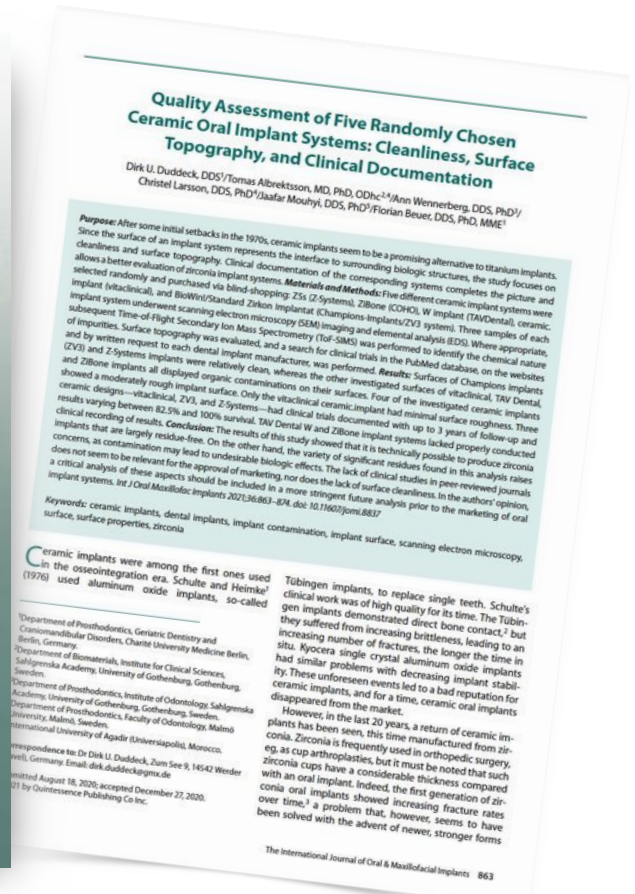 Quality Assessment of Five Randomly Chosen
Ceramic Oral Implant Systems: Cleanliness, Surface
Topography, and Clinical Documentation
Dirk U. Duddeck, DDS¹/Tomas Albrektsson, MD, PhD, ODhc²,⁴/Ann Wennerberg, DDS, PhD³/
Christel Larsson, DDS, PhD⁴/Jaafar Mouhyi, DDS, PhD⁵/Florian Beuer, DDS, PhD, MME¹
Purpose: After some initial setbacks in the 1970s, ceramic implants seem to be a promising alternative to titanium implants.
Since the surface of an implant system represents the interface to surrounding biologic structures, the study focuses on
cleanliness and surface topography. Clinical documentation of the corresponding systems completes the picture and
allows a better evaluation of zirconia implant systems. Materials and Methods: Five different ceramic implant systems were
selected randomly and purchased via blind-shopping: Z5s (Z-Systems), ZiBone (COHO), W implant (TAVDental), ceramic.
implant (vitaclinical), and BioWin!/Standard Zirkon Implantat (Champions-Implants/ZV3 system). Three samples of each
implant system underwent scanning electron microscopy (SEM) imaging and elemental analysis (EDS). Where appropriate,
subsequent Time-of-Flight Secondary Ion Mass Spectrometry (ToF-SIMS) was performed to identify the chemical nature
of impurities. Surface topography was evaluated, and a search for clinical trials in the PubMed database, on the websites
and by written request to each dental implant manufacturer, was performed. Results: Surfaces of Champions implants
(ZV3) and Z-Systems implants were relatively clean, whereas the other investigated surfaces of vitaclinical, TAV Dental,
and ZiBone implants all displayed organic contaminations on their surfaces. Four of the investigated ceramic implants
showed a moderately rough implant surface. Only the vitaclinical ceramic.implant had minimal surface roughness. Three
ceramic designs—vitaclinical, ZV3, and Z-Systems—had clinical trials documented with up to 3 years of follow-up and
results varying between 82.5% and 100% survival. TAV Dental W and ZiBone implant systems lacked properly conducted
clinical recording of results. Conclusion: The results of this study showed that it is technically possible to produce zirconia
implants that are largely residue-free. On the other hand, the variety of significant residues found in this analysis raises
concerns, as contamination may lead to undesirable biologic effects. The lack of clinical studies in peer-reviewed journals
does not seem to be relevant for the approval of marketing, nor does the lack of surface cleanliness. In the authors' opinion,
a critical analysis of these aspects should be included in a more stringent future analysis prior to the marketing of oral
implant systems. Int J Oral Maxillofac Implants 2021;36:863–874. doi: 10.11607/jomi.8837
Keywords: ceramic implants, dental implants, implant contamination, implant surface, scanning electron microscopy,
surface, surface properties, zirconia
Ceramic implants were among the first ones used
in the osseointegration era. Schulte and Heimke¹
(1976) used aluminum oxide implants, so-called
¹Department of Prosthodontics, Geriatric Dentistry and
Craniomandibular Disorders, Charité University Medicine Berlin,
Berlin, Germany.
²Department of Biomaterials, Institute for Clinical Sciences,
Sahlgrenska Academy, University of Gothenburg, Gothenburg,
Sweden.
³Department of Prosthodontics, Institute of Odontology, Sahlgrenska
Academy, University of Gothenburg, Gothenburg, Sweden.
Department of Prosthodontics, Faculty of Odontology, Malmö
University, Malmö, Sweden.
International University of Agadir (Universiapolis), Morocco.
rrespondence to: Dr Dirk U. Duddeck, Zum See 9, 14542 Werder
avel), Germany. Email: dirk.duddeck@gmx.de
mitted August 18, 2020; accepted December 27, 2020.
21 by Quintessence Publishing Co Inc.
Tübingen implants, to replace single teeth. Schulte's
clinical work was of high quality for its time. The Tübin-
gen implants demonstrated direct bone contact,² but
they suffered from increasing brittleness, leading to an
increasing number of fractures, the longer the time in
situ. Kyocera single crystal aluminum oxide implants
had similar problems with decreasing implant stabil-
ity. These unforeseen events led to a bad reputation for
ceramic implants, and for a time, ceramic oral implants
disappeared from the market.
However, in the last 20 years, a return of ceramic im-
plants has been seen, this time manufactured from zir-
conia. Zirconia is frequently used in orthopedic surgery,
eg, as cup arthroplasties, but it must be noted that such
zirconia cups have a considerable thickness compared
with an oral implant. Indeed, the first generation of zir-
conia oral implants showed increasing fracture rates
over time,³ a problem that, however, seems to have
been solved with the advent of newer, stronger forms
The International Journal of Oral & Maxillofacial Implants 863